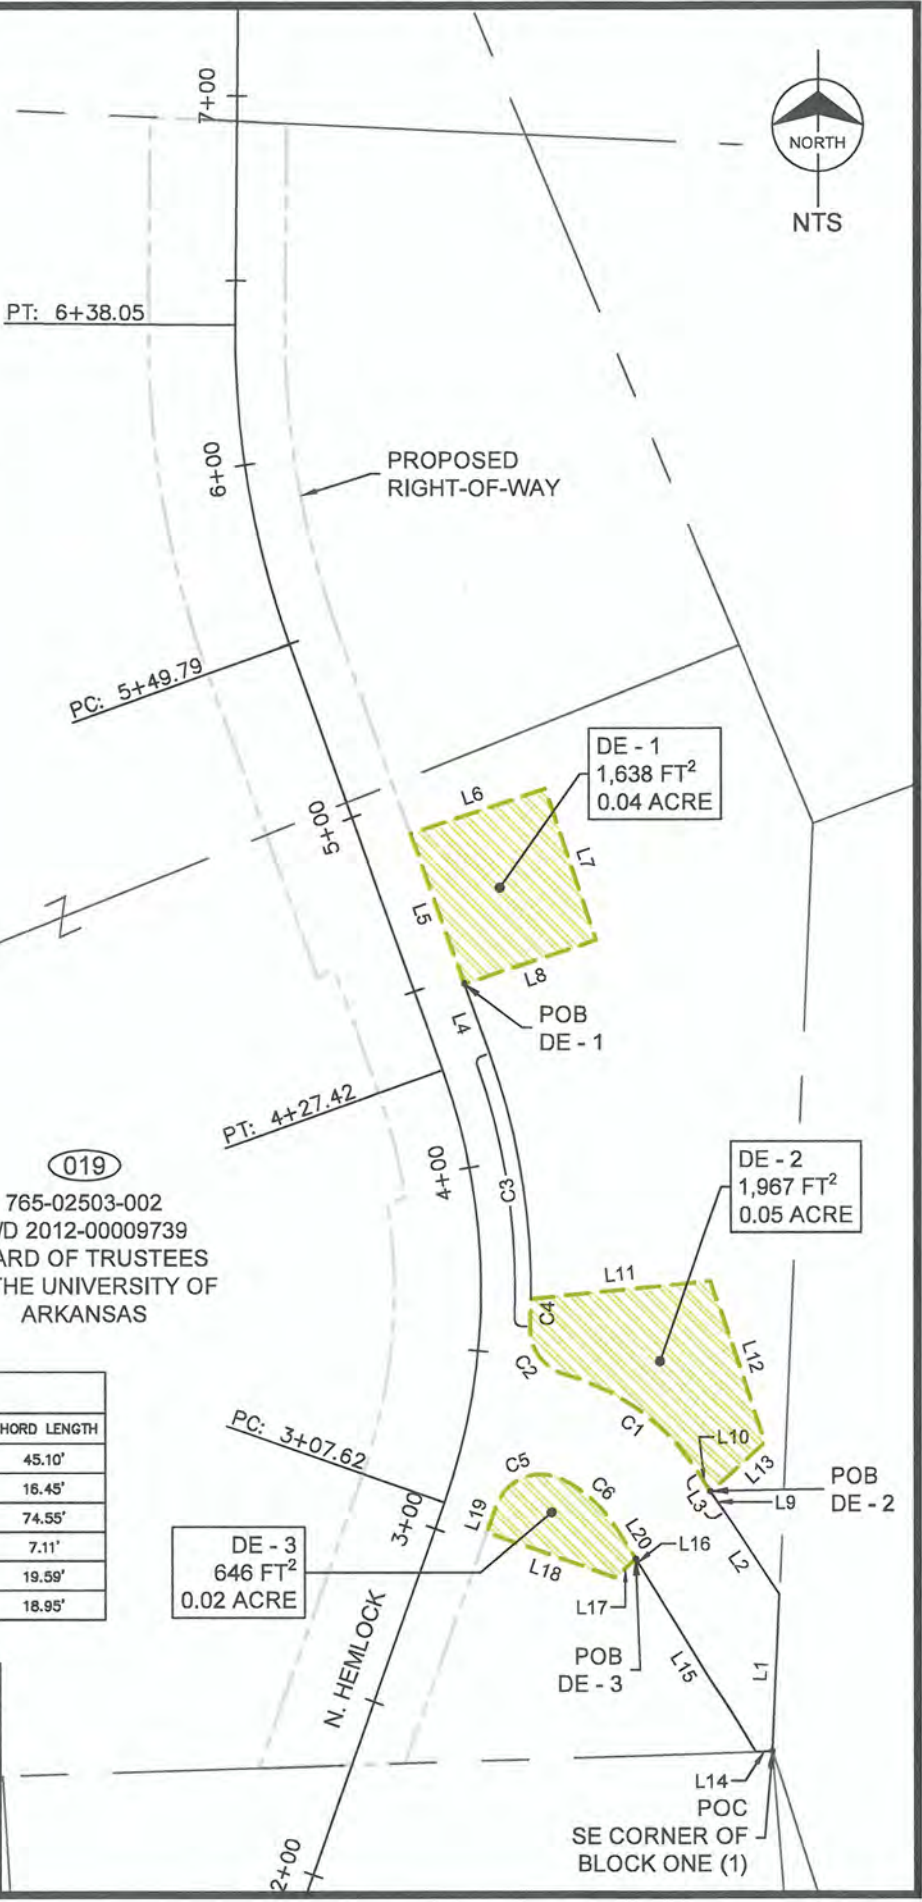 7+00
NORTH
NTS
PT: 6+38.05
6+00
PROPOSED
RIGHT-OF-WAY
PC: 5+49.79
DE - 1
1,638 FT²
0.04 ACRE
L6
5+00
L7
L5
L8
L4
POB
DE - 1
PT: 4+27.42
019
765-02503-002
D 2012-00009739
ARD OF TRUSTEES
THE UNIVERSITY OF
ARKANSAS
4+00
C3
DE - 2
1,967 FT²
0.05 ACRE
L11
C4
L12
C2
C1
HORD LENGTH
45.10'
16.45'
74.55'
7.11'
19.59'
18.95'
PC: 3+07.62
L10
L13
POB
DE - 2
L3
L9
C5
C6
3+00
L19
L20
L16
L2
DE - 3
646 FT²
0.02 ACRE
L18
L17
POB
DE - 3
L15
L1
N. HEMLOCK
L14
POC
SE CORNER OF
BLOCK ONE (1)
2+00